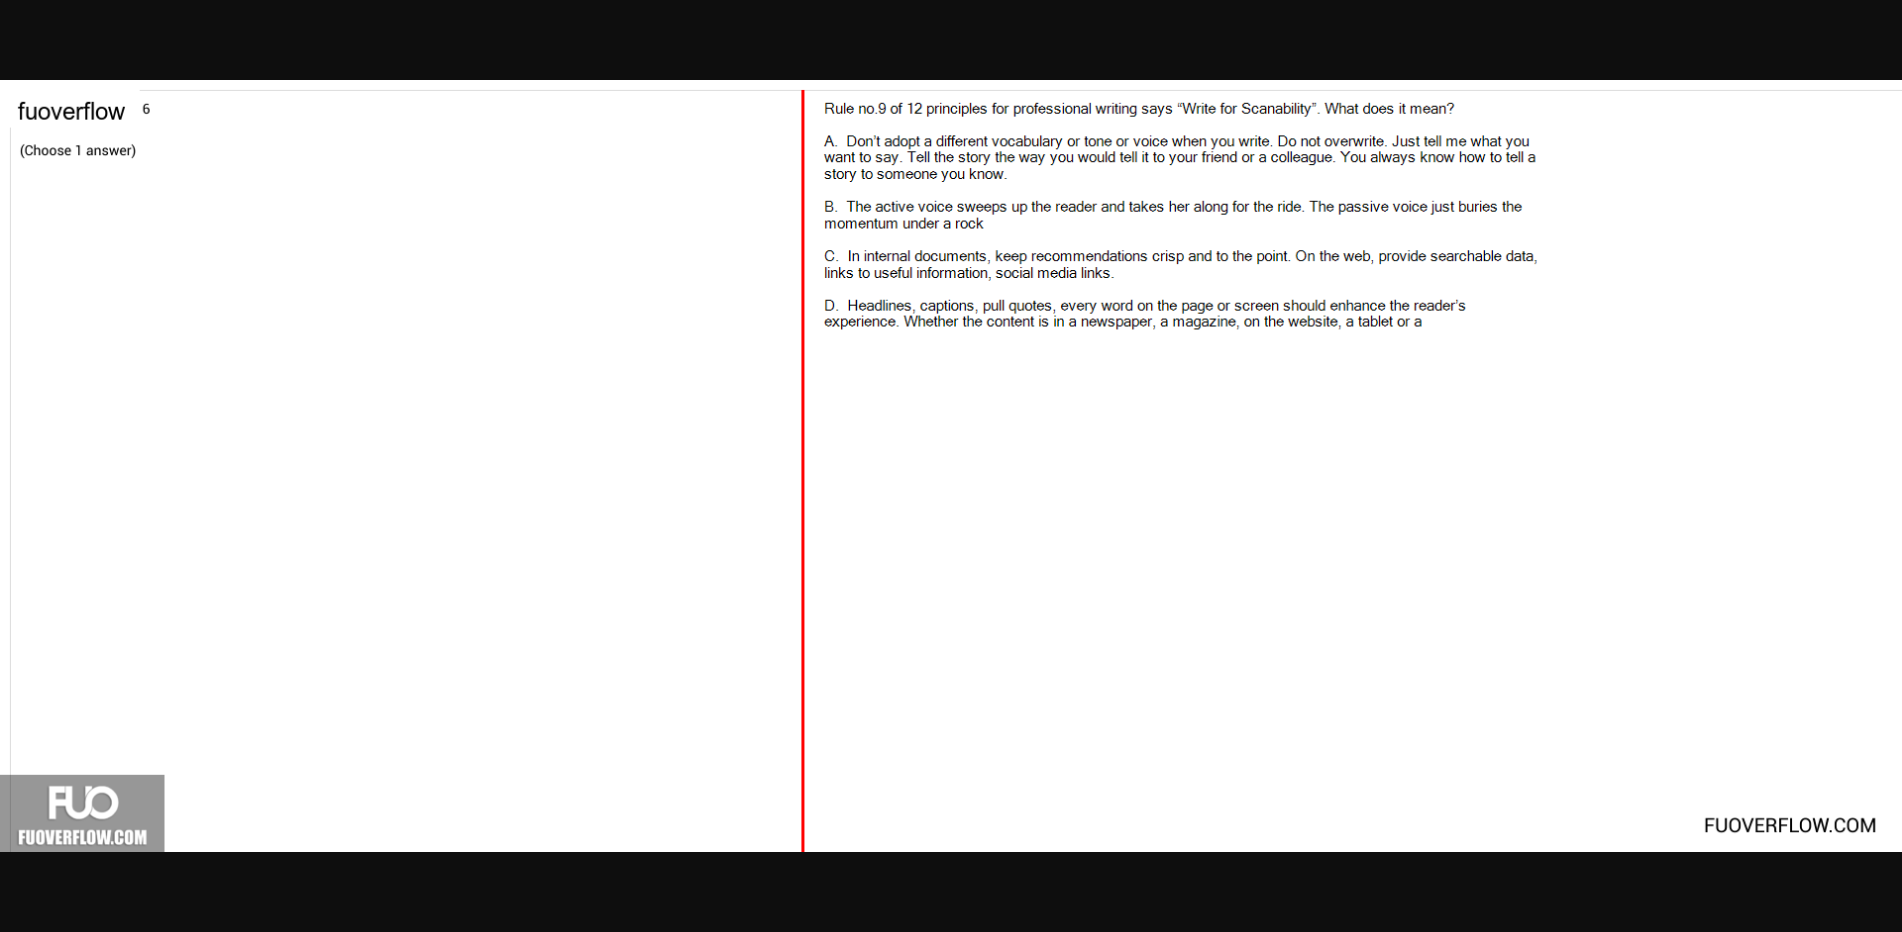 fuoverflow 6
(Choose 1 answer)
Rule no.9 of 12 principles for professional writing says “Write for Scanability”. What does it mean?
A. Don’t adopt a different vocabulary or tone or voice when you write. Do not overwrite. Just tell me what you
want to say. Tell the story the way you would tell it to your friend or a colleague. You always know how to tell a
story to someone you know.
B. The active voice sweeps up the reader and takes her along for the ride. The passive voice just buries the
momentum under a rock
C. In internal documents, keep recommendations crisp and to the point. On the web, provide searchable data,
links to useful information, social media links.
D. Headlines, captions, pull quotes, every word on the page or screen should enhance the reader’s
experience. Whether the content is in a newspaper, a magazine, on the website, a tablet or a
FUO
FUOVERFLOW.COM
FUOVERFLOW.COM